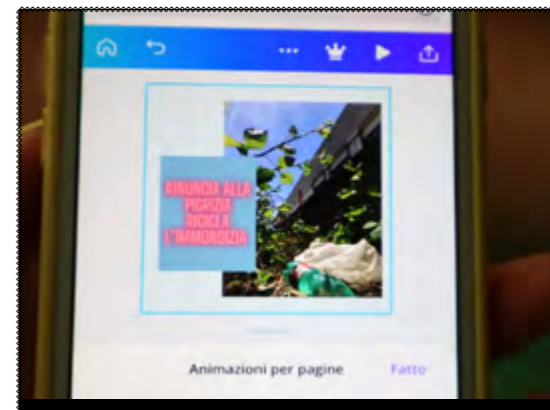 RINUNCIA ALLA
PIGRIZIA
RICICLA
L'IMMONDIZIA
Animazioni per pagine
Fatto